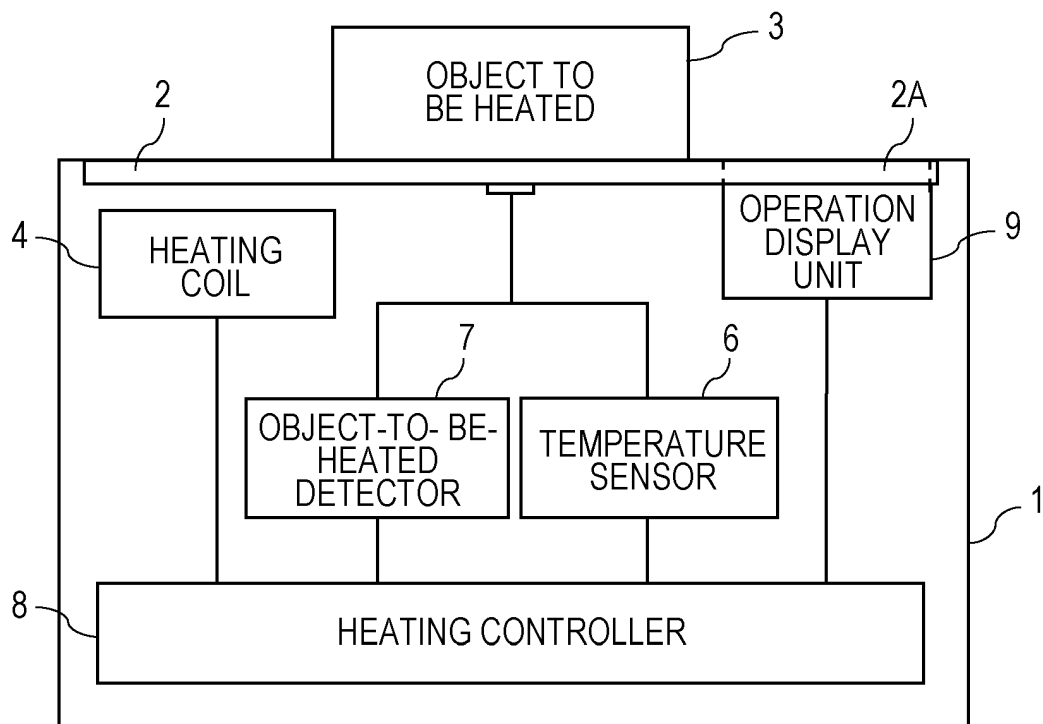 3
OBJECT TO
BE HEATED
2
2A
4
HEATING
COIL
OPERATION
DISPLAY
UNIT
9
7
6
OBJECT-TO- BE-
HEATED
DETECTOR
TEMPERATURE
SENSOR
1
8
HEATING CONTROLLER